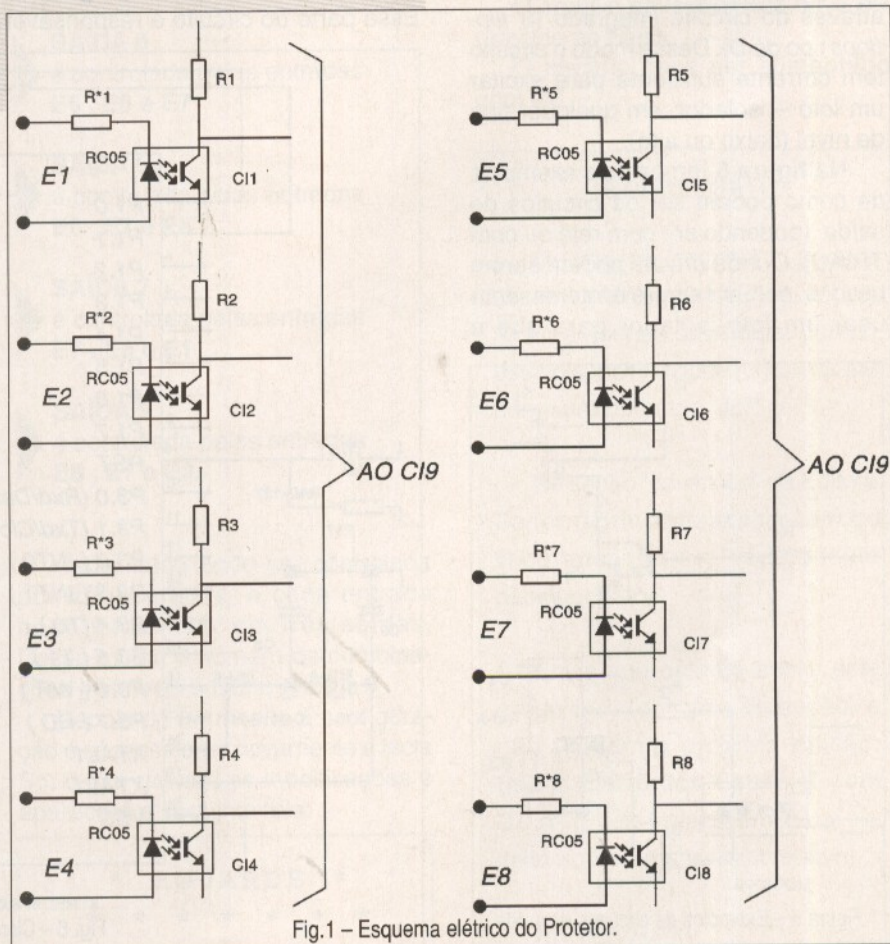 R1
R*1
RC05
E1
CI1
R2
R*2
RC05
E2
CI2
R3
R*3
RC05
E3
CI3
R4
R*4
RC05
E4
CI4
AO CI9
R5
R*5
RC05
E5
CI5
R6
R*6
RC05
E6
CI6
R7
R*7
RC05
E7
CI7
R8
R*8
RC05
E8
CI8
AO CI9
Fig.1 – Esquema elétrico do Protetor.